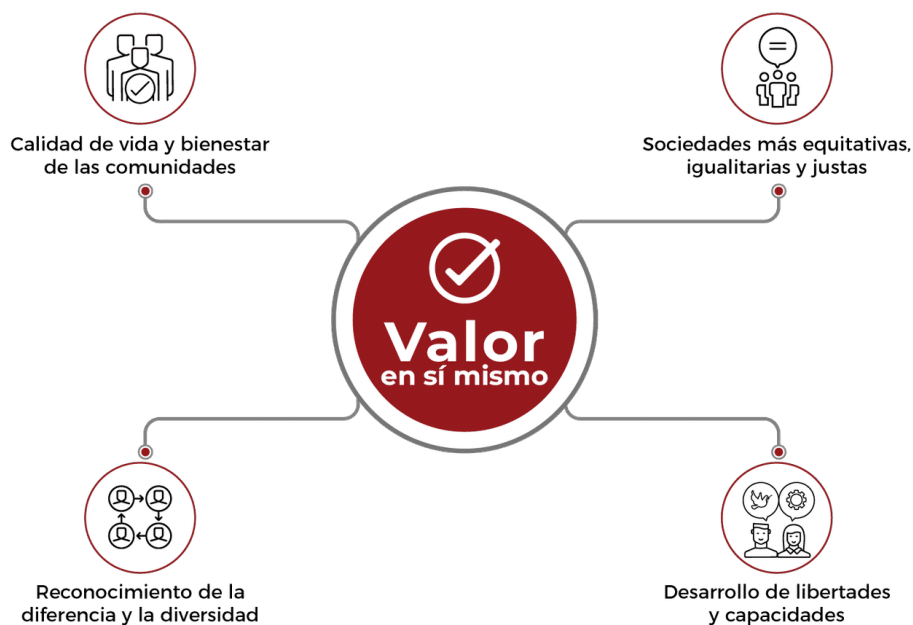 Calidad de vida y bienestar
de las comunidades
Sociedades más equitativas,
igualitarias y justas
Valor
en sí mismo
Reconocimiento de la
diferencia y la diversidad
Desarrollo de libertades
y capacidades